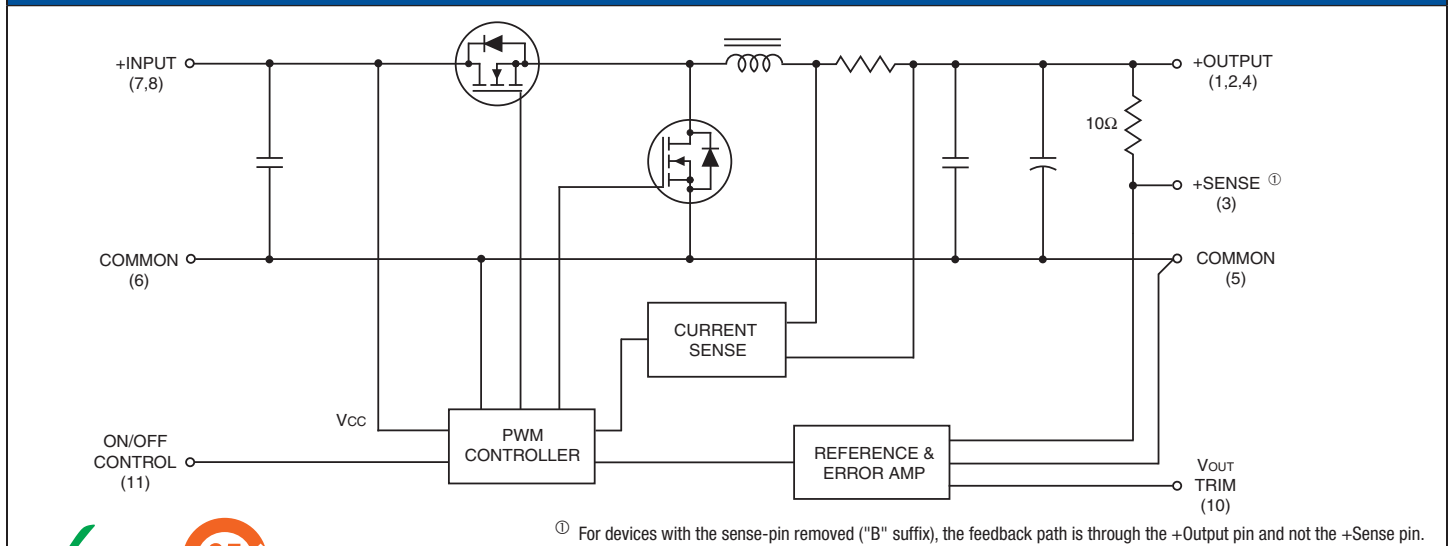 +INPUT
(7,8)
+OUTPUT
(1,2,4)
10Ω
+SENSE ①
(3)
COMMON
(6)
COMMON
(5)
CURRENT
SENSE
VCC
ON/OFF
CONTROL
(11)
PWM
CONTROLLER
REFERENCE &
ERROR AMP
VOUT
TRIM
(10)
① For devices with the sense-pin removed ("B" suffix), the feedback path is through the +Output pin and not the +Sense pin.